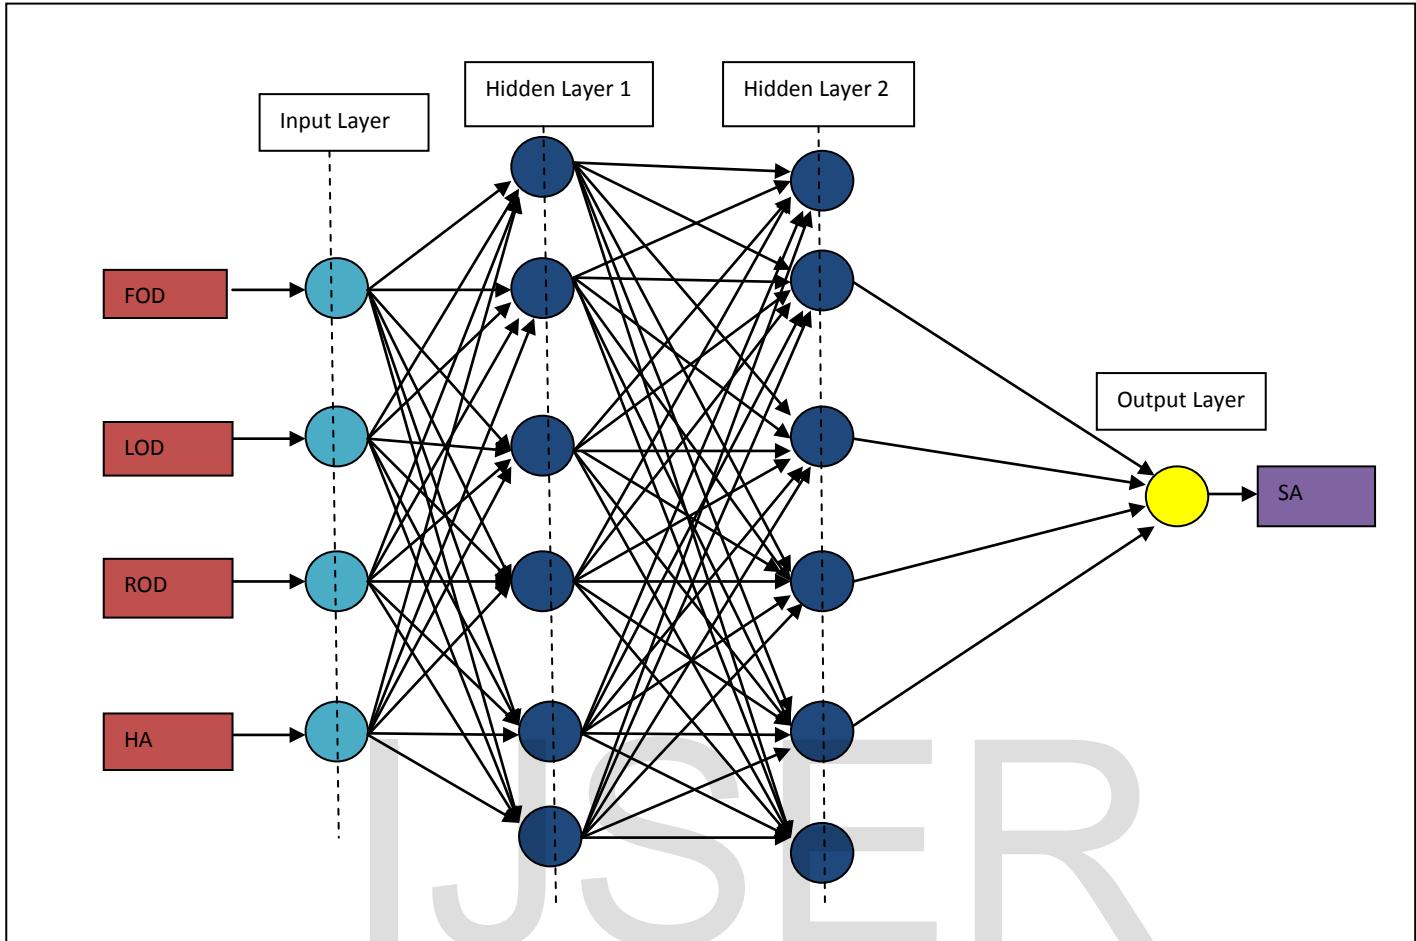 Hidden Layer 1
Hidden Layer 2
Input Layer
FOD
LOD
Output Layer
SA
ROD
HA
IJSER